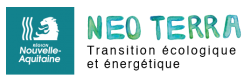 RÉGION
Nouvelle-
Aquitaine
NEO TERRA
Transition écologique
et énergétique